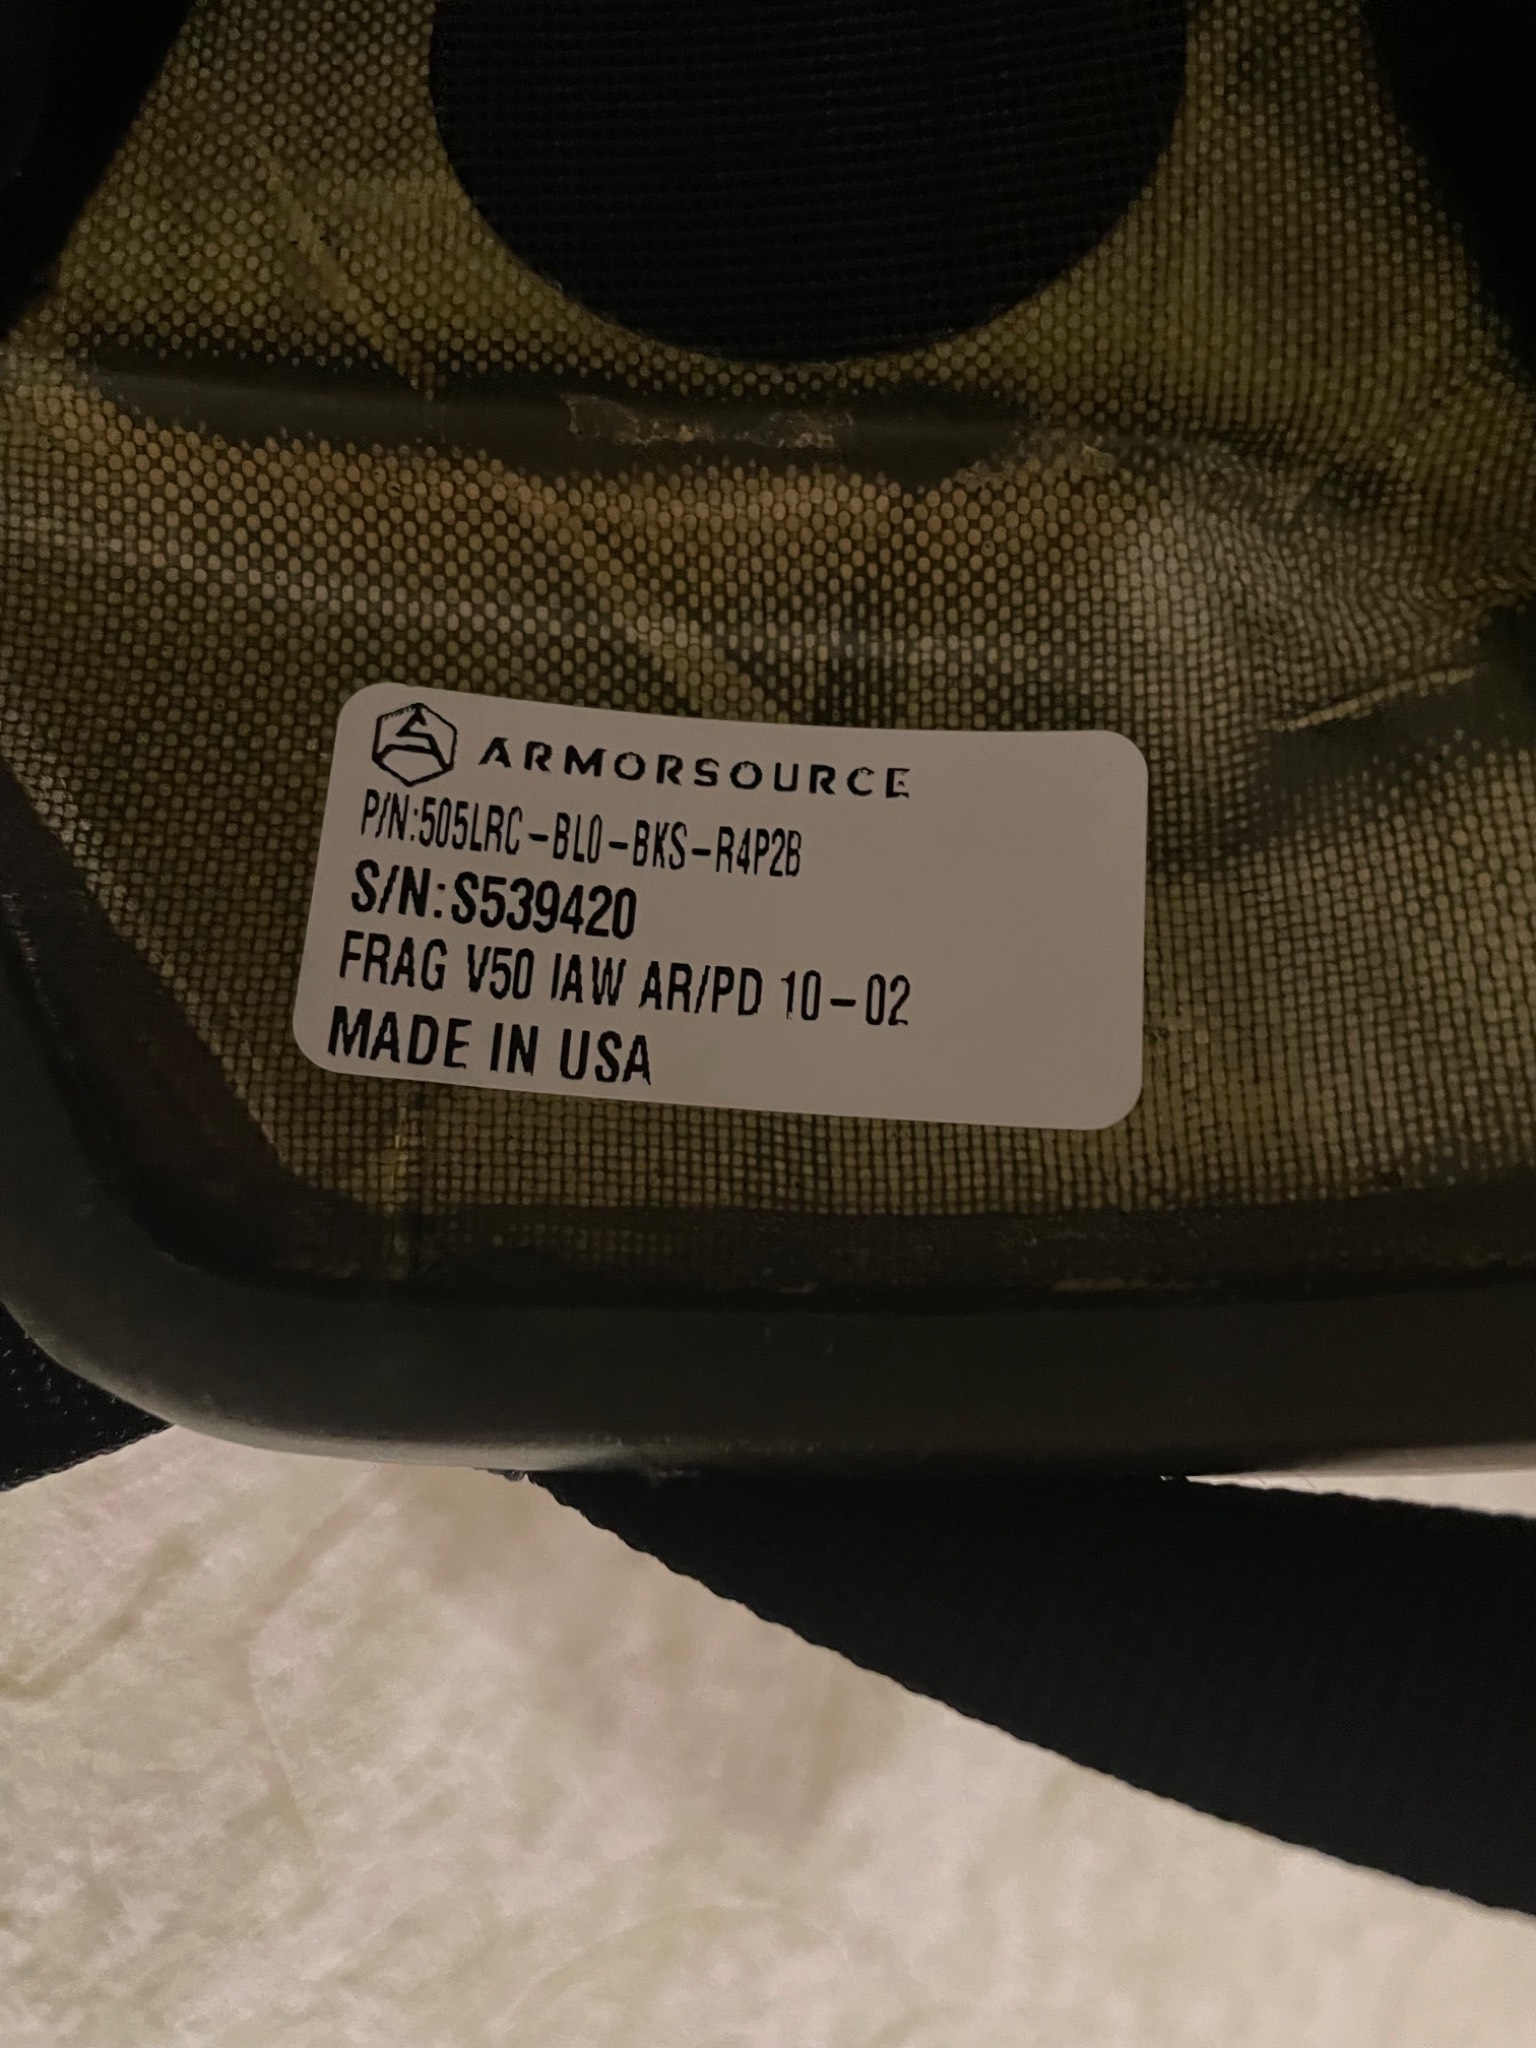 ARMORSOURCE
P/N:505LRC-BL0-BKS-R4P2B
S/N:S539420
FRAG V50 IAW AR/PD 10-02
MADE IN USA